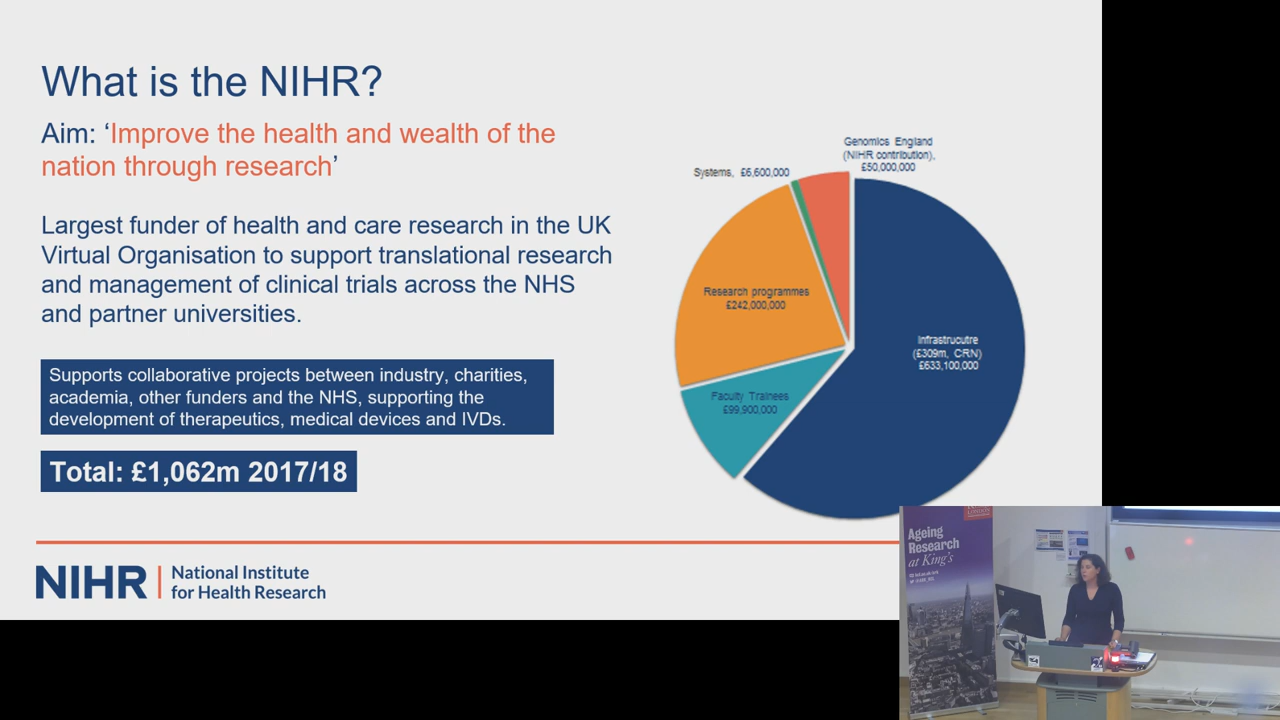 What is the NIHR?
Aim: ‘Improve the health and wealth of the
nation through research’
Largest funder of health and care research in the UK
Virtual Organisation to support translational research
and management of clinical trials across the NHS
and partner universities.
Supports collaborative projects between industry, charities,
academia, other funders and the NHS, supporting the
development of therapeutics, medical devices and IVDs.
Total: £1,062m 2017/18
Genomics England
(NIHR contribution),
£50,000,000
Systems, £6,600,000
Research programmes
£242,000,000
Infrastrucutre
(£309m, CRN)
£633,100,000
Faculty Trainees
£99,900,000
NIHR
National Institute
for Health Research
Ageing
Research
at King's